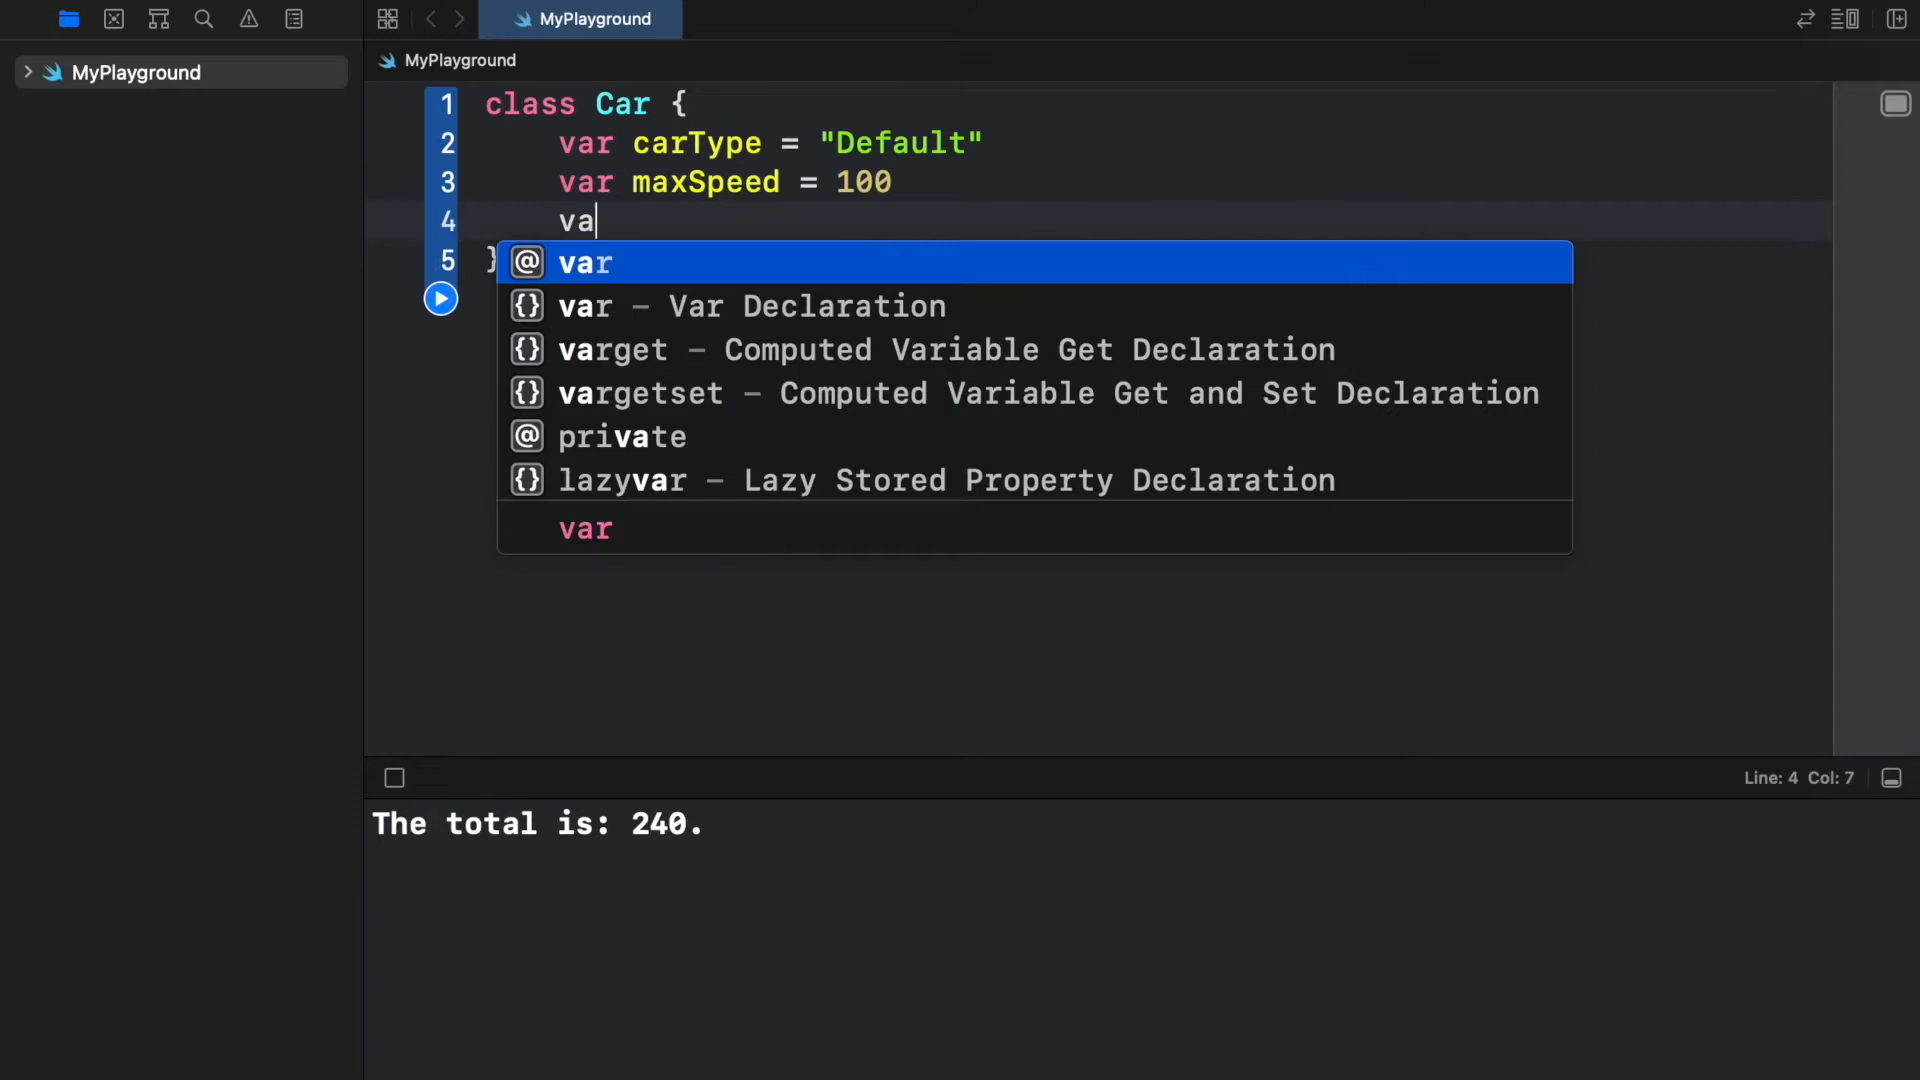 MyPlayground
MyPlayground
MyPlayground
1 class Car {
2 var carType = "Default"
3 var maxSpeed = 100
4 va
5 }
@ var
{} var – Var Declaration
{} varget – Computed Variable Get Declaration
{} vargetset – Computed Variable Get and Set Declaration
@ private
{} lazyvar – Lazy Stored Property Declaration
var
Line: 4 Col: 7
The total is: 240.